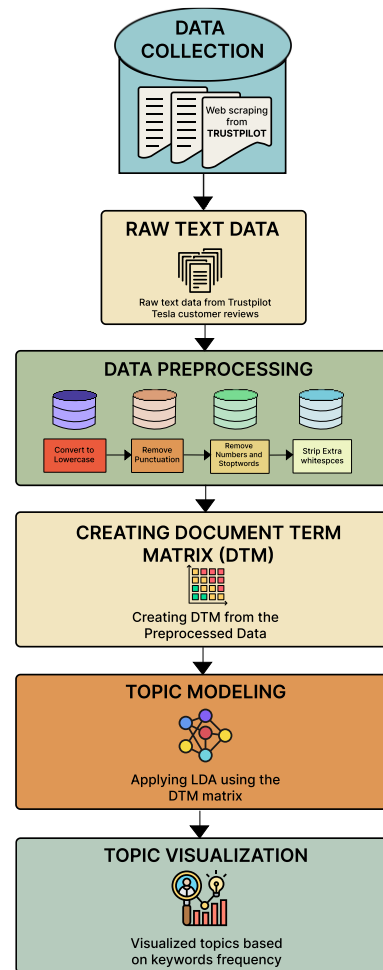 DATA
COLLECTION
Web scraping
from
TRUSTPILOT
RAW TEXT DATA
Raw text data from Trustpilot
Tesla customer reviews
DATA PREPROCESSING
Convert to
Lowercase
Remove
Punctuation
Remove
Numbers and
Stoptwords
Strip Extra
whitespces
CREATING DOCUMENT TERM
MATRIX (DTM)
Creating DTM from the
Preprocessed Data
TOPIC MODELING
Applying LDA using the
DTM matrix
TOPIC VISUALIZATION
Visualized topics based
on keywords frequency